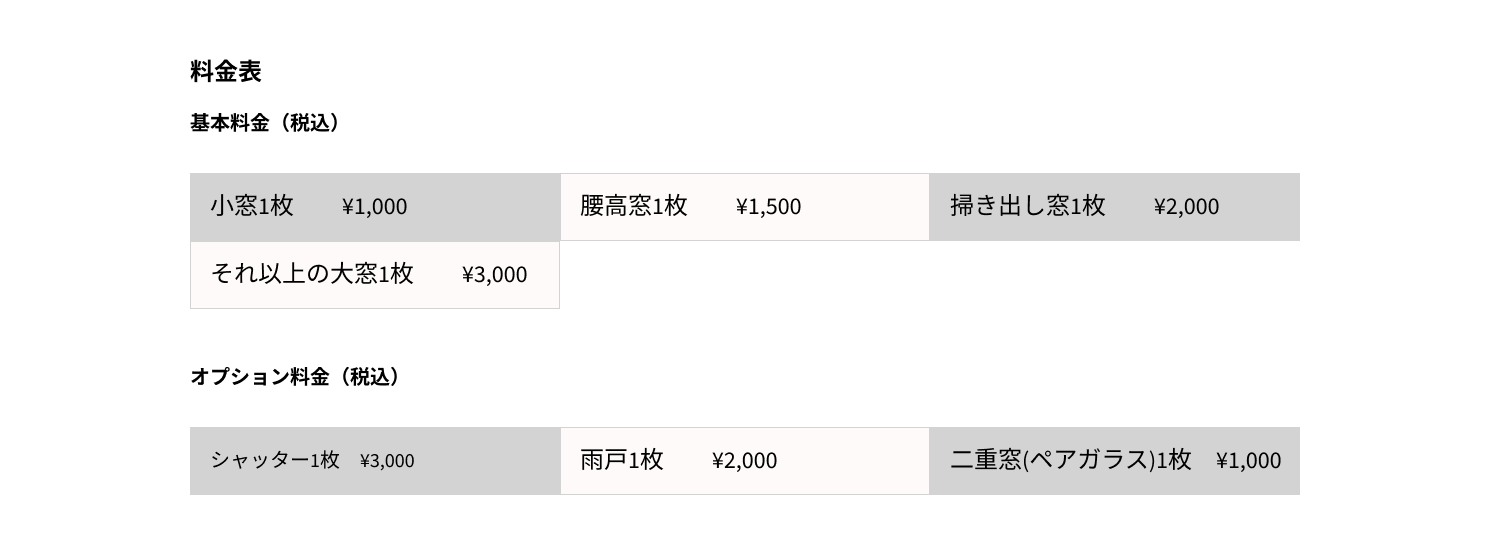 料金表
基本料金（税込）
小窓1枚　　¥1,000
腰高窓1枚　　¥1,500
掃き出し窓1枚　　¥2,000
それ以上の大窓1枚　　¥3,000
オプション料金（税込）
シャッター1枚　¥3,000
雨戸1枚　　¥2,000
二重窓(ペアガラス)1枚　¥1,000